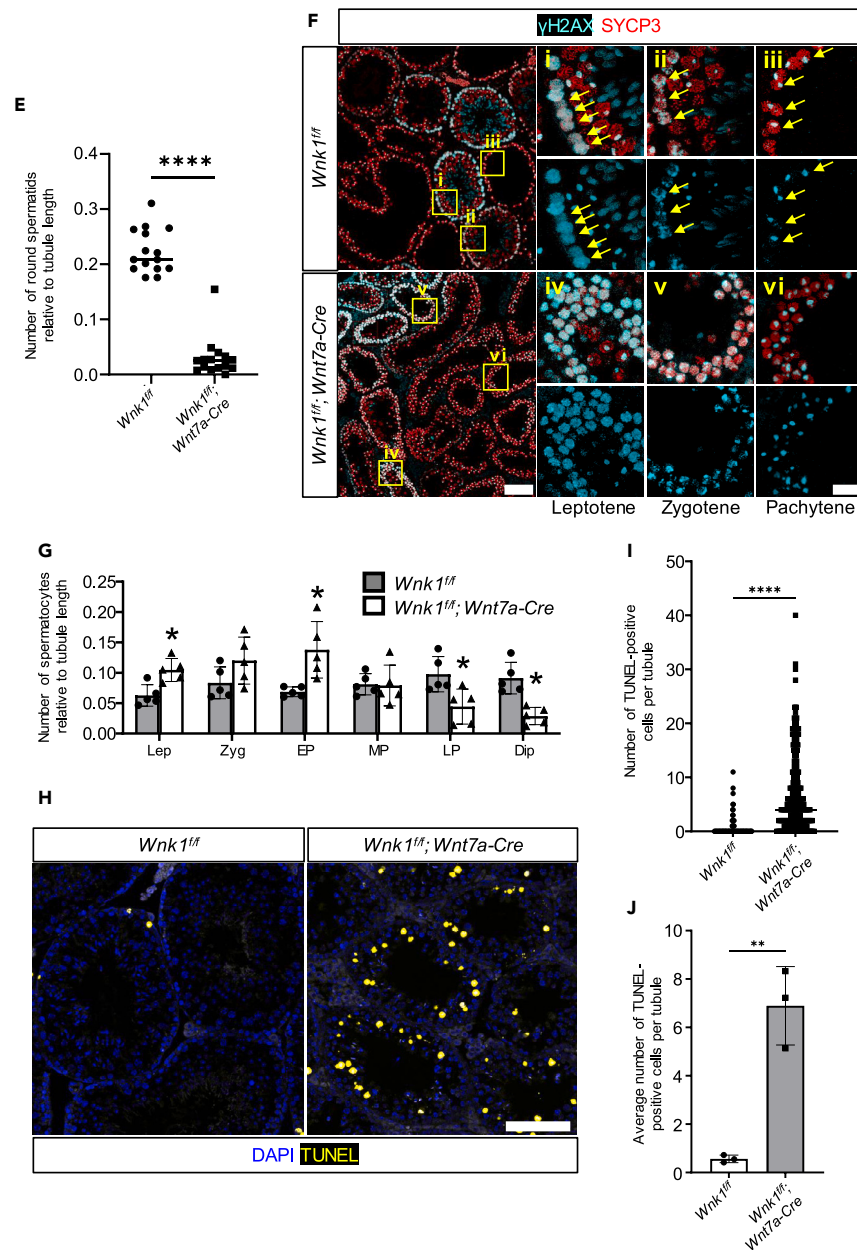 E
****
0.4
0.3
0.2
0.1
0.0
Number of round spermatids
relative to tubule length
Wnk1f/f
Wnk1f/f;
Wnt7a-Cre
F
γH2AX SYCP3
Wnk1f/f
i
ii
iii
i
ii
iii
Wnk1f/f; Wnt7a-Cre
iv
v
vi
iv
v
vi
Leptotene
Zygotene
Pachytene
G
Wnk1f/f
Wnk1f/f; Wnt7a-Cre
0.25
0.20
0.15
0.10
0.05
0.00
Number of spermatocytes
relative to tubule length
*
*
*
*
Lep
Zyg
EP
MP
LP
Dip
H
Wnk1f/f
Wnk1f/f; Wnt7a-Cre
DAPI TUNEL
I
****
50
40
30
20
10
0
Number of TUNEL-positive
cells per tubule
Wnk1f/f
Wnk1f/f;
Wnt7a-Cre
J
**
10
8
6
4
2
0
Average number of TUNEL-
positive cells per tubule
Wnk1f/f
Wnk1f/f;
Wnt7a-Cre